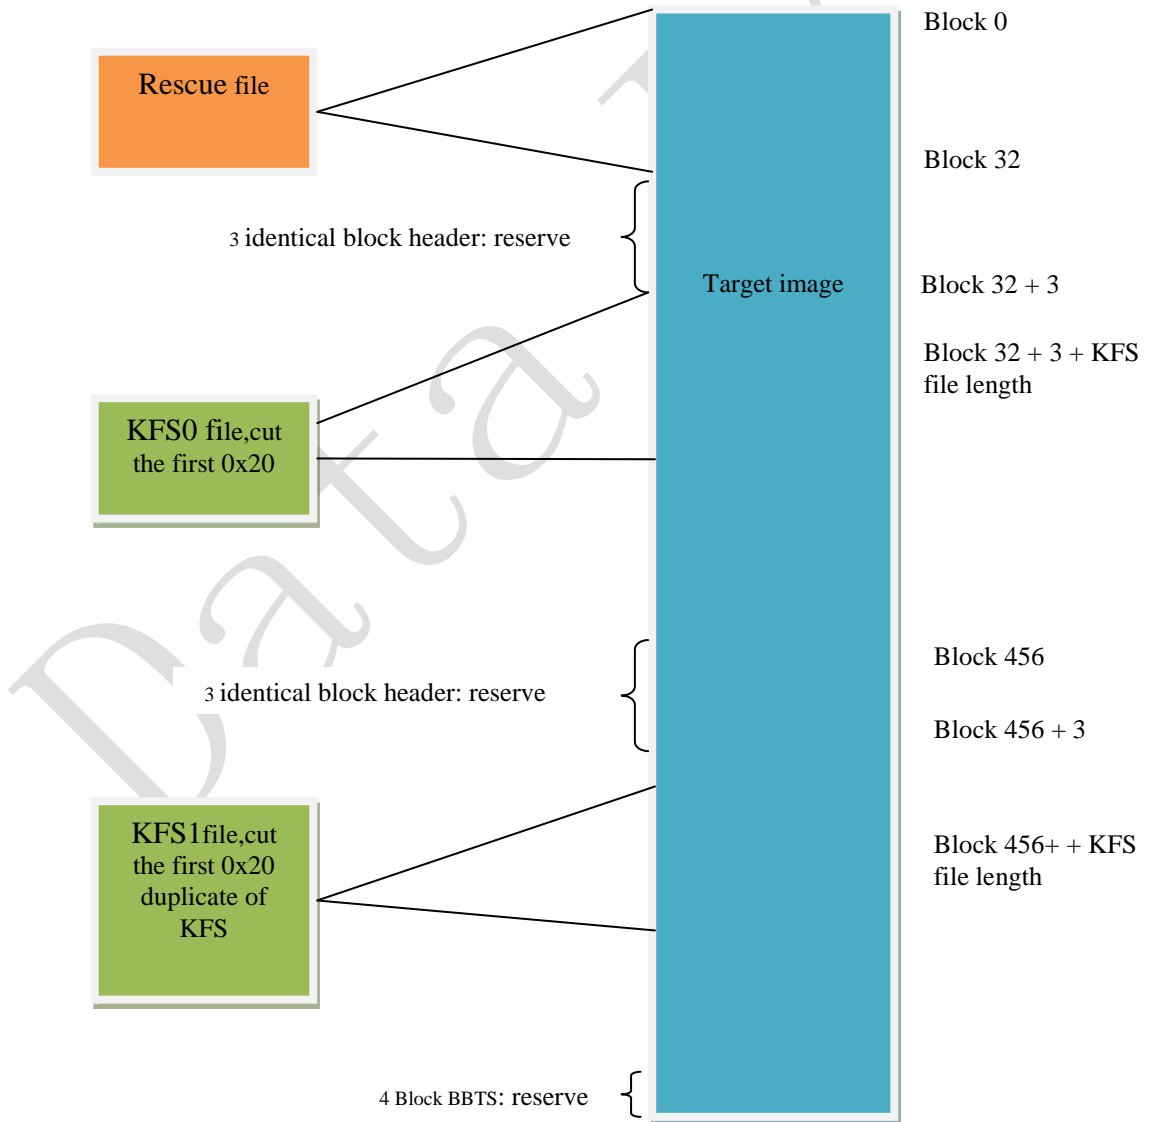 Block 0
Rescue file
Block 32
3 identical block header: reserve
Target image
Block 32 + 3
Block 32 + 3 + KFS
file length
KFS0 file,cut
the first 0x20
Data
Block 456
3 identical block header: reserve
Block 456 + 3
KFS1file,cut
the first 0x20
duplicate of
KFS
Block 456+ + KFS
file length
4 Block BBTS: reserve